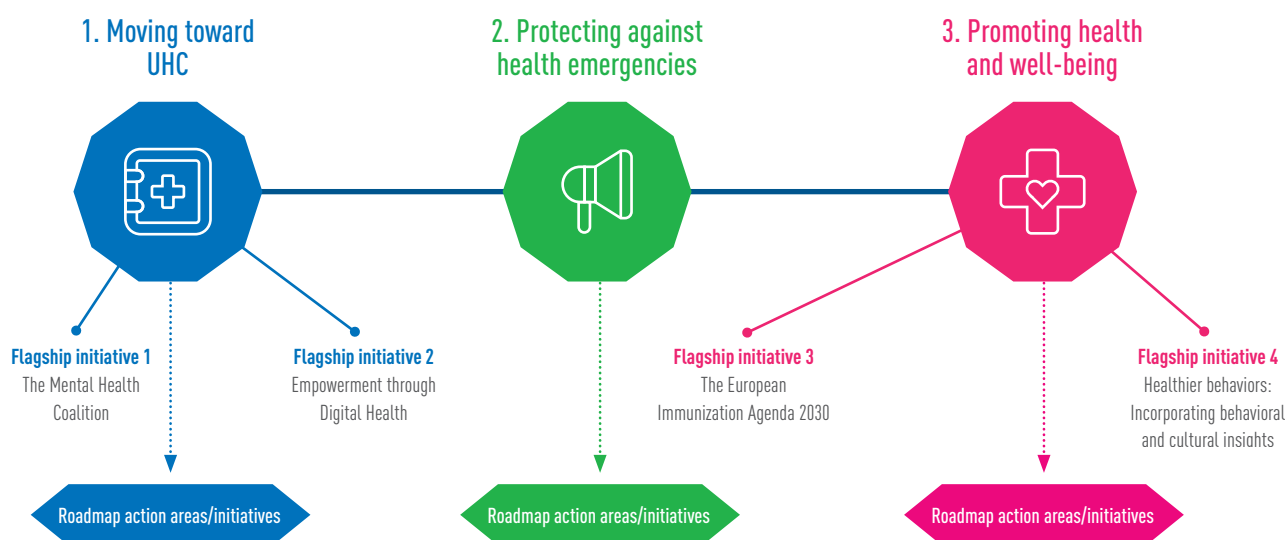 1. Moving toward
UHC
2. Protecting against
health emergencies
3. Promoting health
and well-being
Flagship initiative 1
The Mental Health
Coalition
Flagship initiative 2
Empowerment through
Digital Health
Flagship initiative 3
The European
Immunization Agenda 2030
Flagship initiative 4
Healthier behaviors:
Incorporating behavioral
and cultural insights
Roadmap action areas/initiatives
Roadmap action areas/initiatives
Roadmap action areas/initiatives